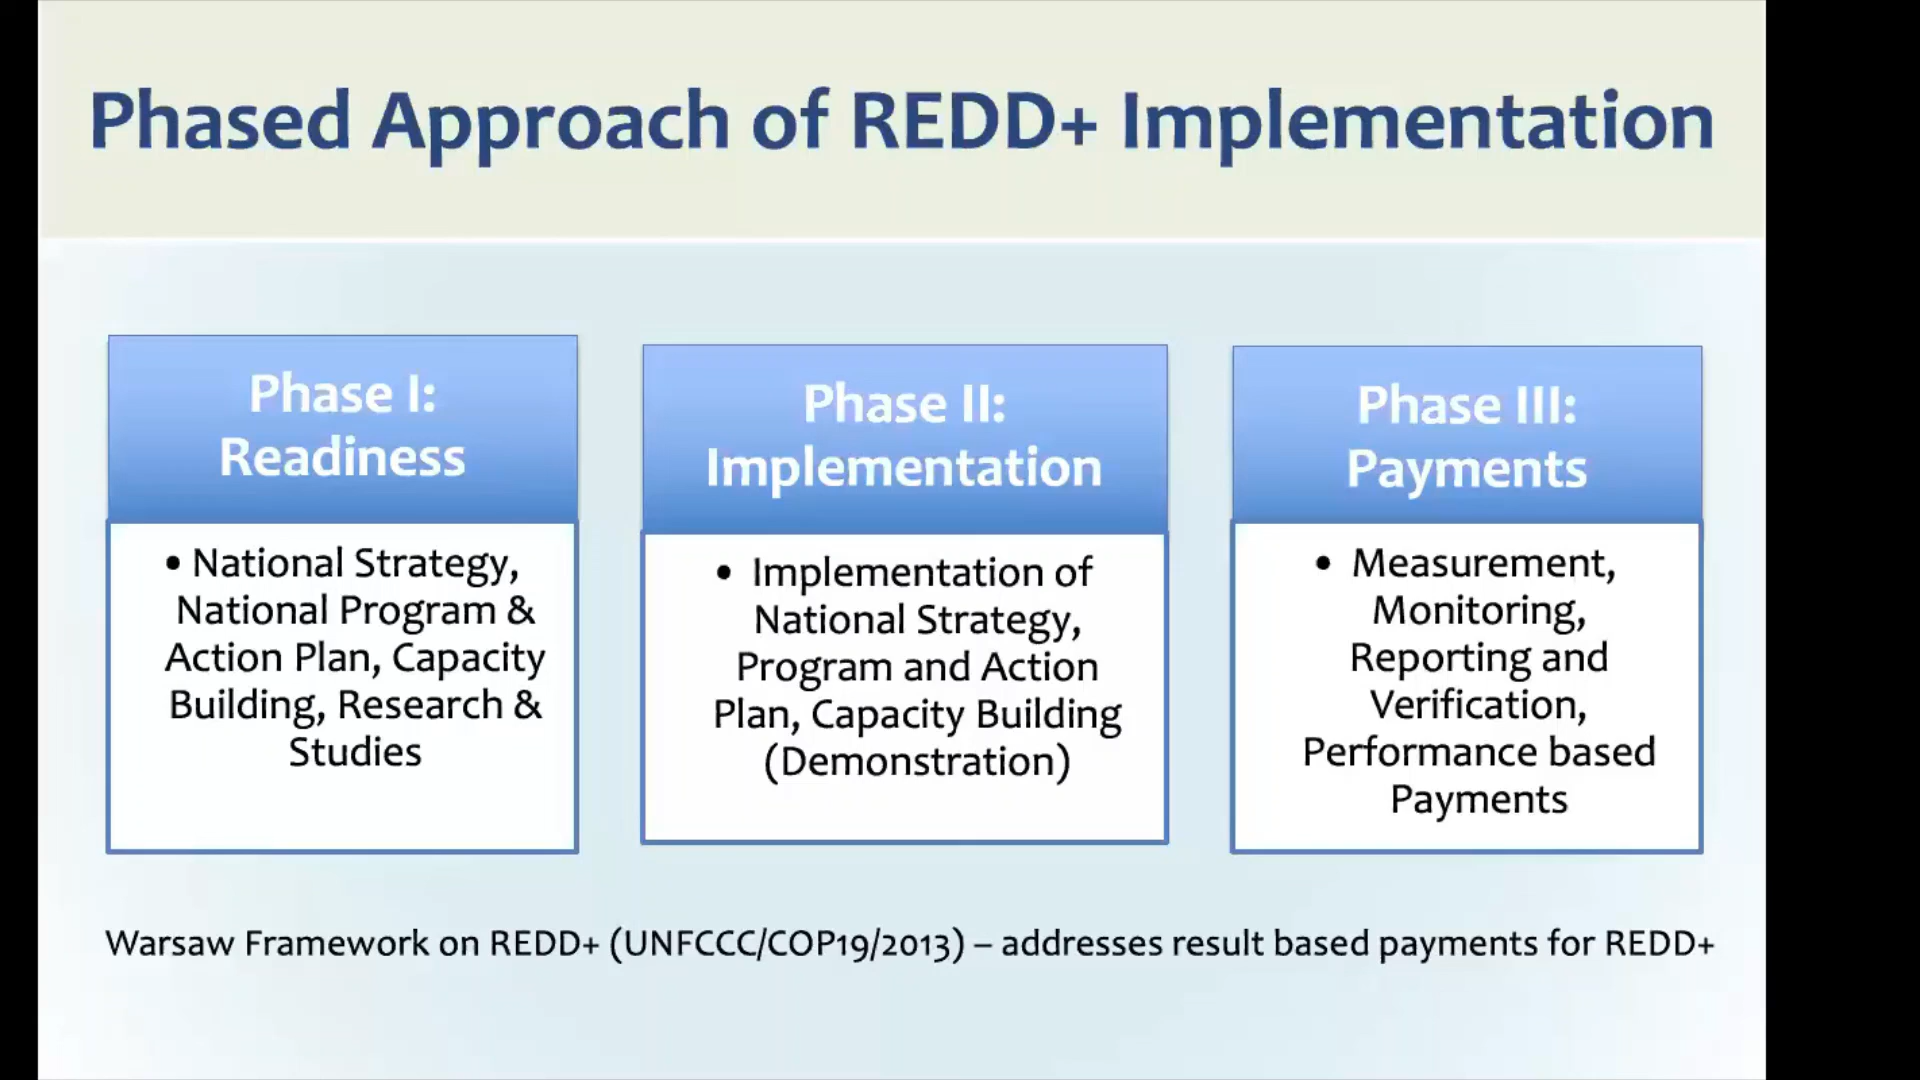 Phased Approach of REDD+ Implementation
Phase I:
Readiness
• National Strategy,
National Program &
Action Plan, Capacity
Building, Research &
Studies
Phase II:
Implementation
• Implementation of
National Strategy,
Program and Action
Plan, Capacity Building
(Demonstration)
Phase III:
Payments
• Measurement,
Monitoring,
Reporting and
Verification,
Performance based
Payments
Warsaw Framework on REDD+ (UNFCCC/COP19/2013) – addresses result based payments for REDD+